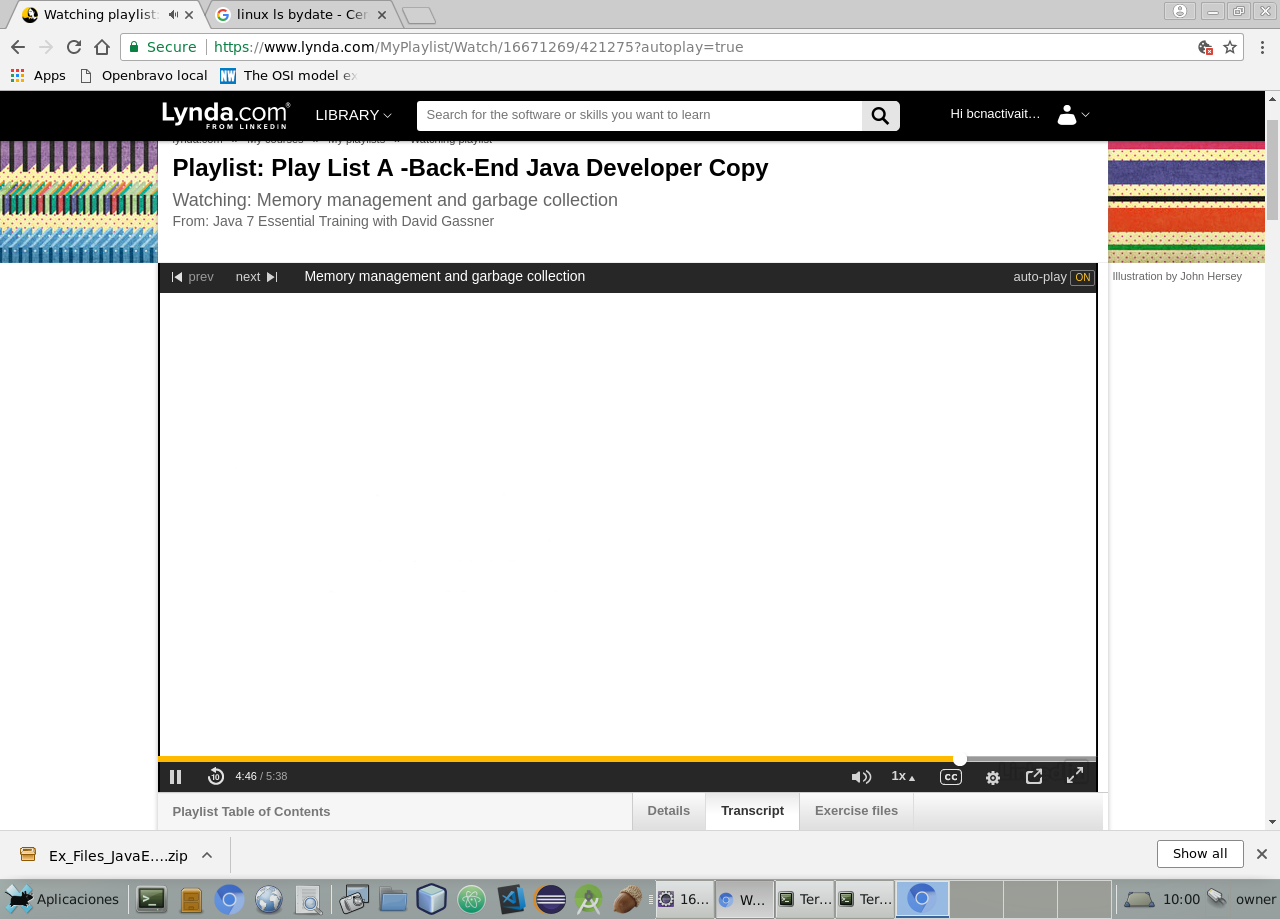 Watching playlist:
linux ls bydate - Cer
Secure
https://www.lynda.com/MyPlaylist/Watch/16671269/421275?autoplay=true
Apps
Openbravo local
NW
The OSI model ex
Lynda.com
FROM LINKEDIN
LIBRARY
Search for the software or skills you want to learn
Hi bcnactivait...
lynda.com » My courses » My playlists » Watching playlist
Playlist: Play List A -Back-End Java Developer Copy
Watching: Memory management and garbage collection
From: Java 7 Essential Training with David Gassner
prev
next
Memory management and garbage collection
auto-play ON
Illustration by John Hersey
10
4:46 / 5:38
1x
cc
Playlist Table of Contents
Details
Transcript
Exercise files
Ex_Files_JavaE....zip
Show all
Aplicaciones
16...
W...
Ter...
Ter...
10:00
owner